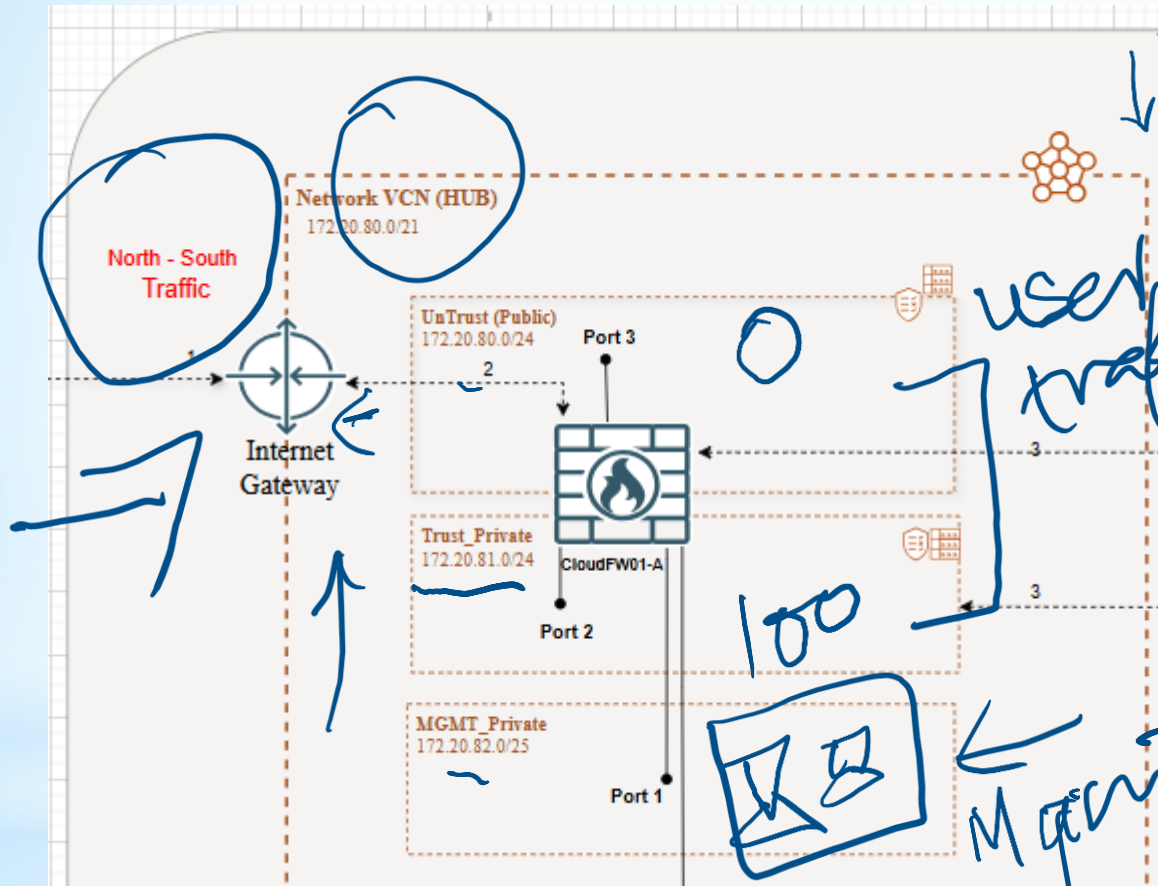 Network VCN (HUB)
172.20.80.0/21
North - South
Traffic
UnTrust (Public)
172.20.80.0/24
Port 3
user
1
2
Internet
Gateway
3
Trust_Private
172.20.81.0/24
CloudFW01-A
3
Port 2
100
MGMT_Private
172.20.82.0/25
Port 1